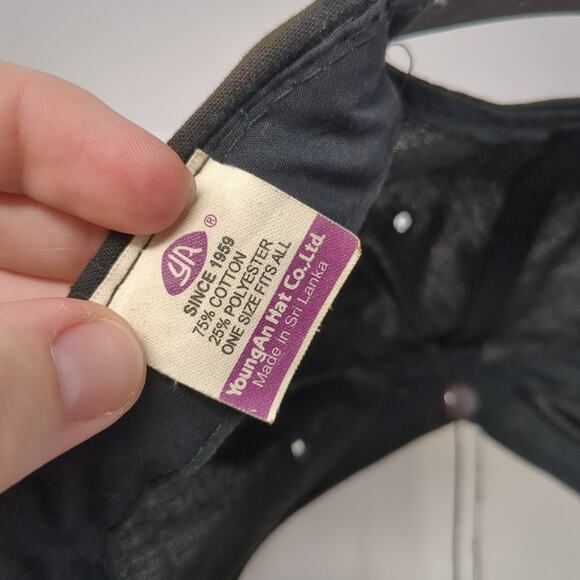 YA ®
SINCE 1959
75% COTTON
25% POLYESTER
ONE SIZE FITS ALL
YoungAn Hat Co.,Ltd.
Made in Sri Lanka